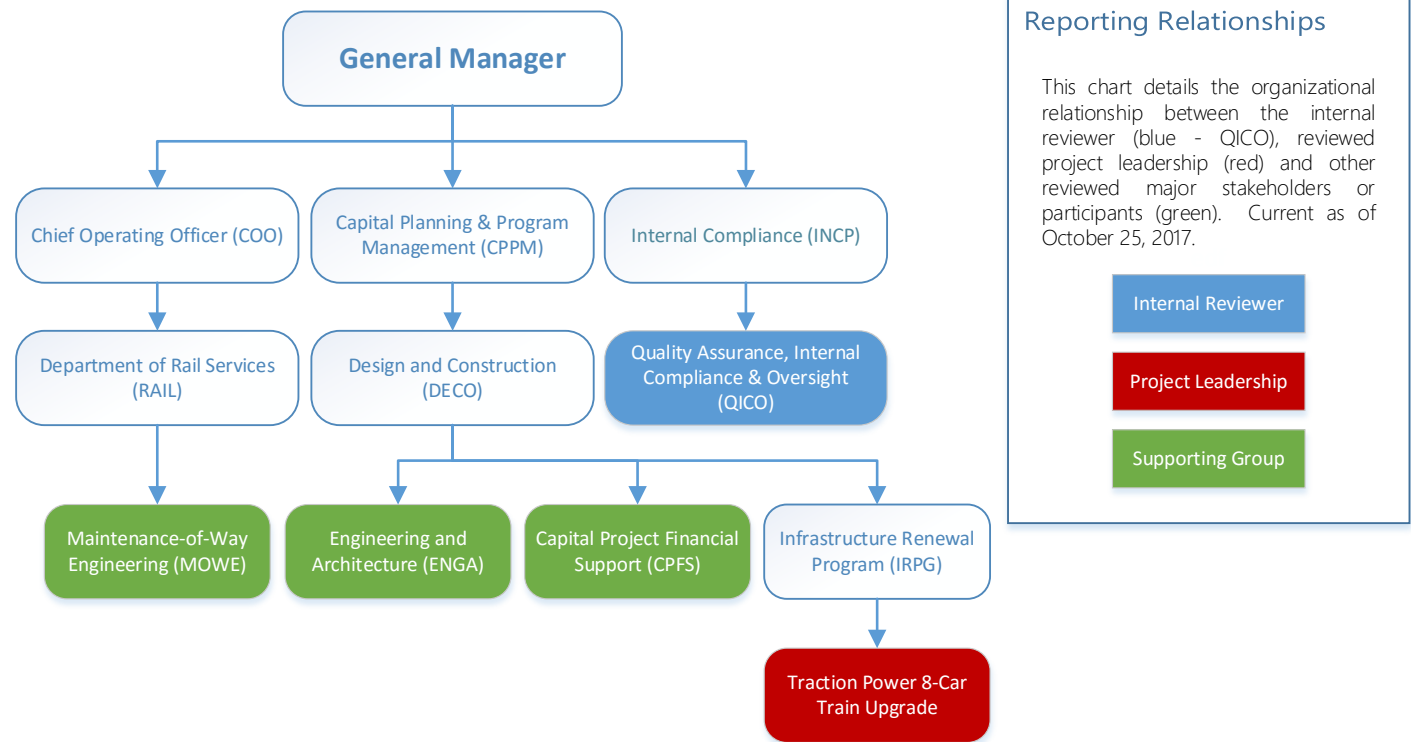 General Manager
Chief Operating Officer (COO)
Capital Planning & Program
Management (CPPM)
Internal Compliance (INCP)
Department of Rail Services
(RAIL)
Design and Construction
(DECO)
Quality Assurance, Internal
Compliance & Oversight
(QICO)
Maintenance-of-Way
Engineering (MOWE)
Engineering and
Architecture (ENGA)
Capital Project Financial
Support (CPFS)
Infrastructure Renewal
Program (IRPG)
Traction Power 8-Car
Train Upgrade
Reporting Relationships
This chart details the organizational
relationship between the internal
reviewer (blue - QICO), reviewed
project leadership (red) and other
reviewed major stakeholders or
participants (green). Current as of
October 25, 2017.
Internal Reviewer
Project Leadership
Supporting Group